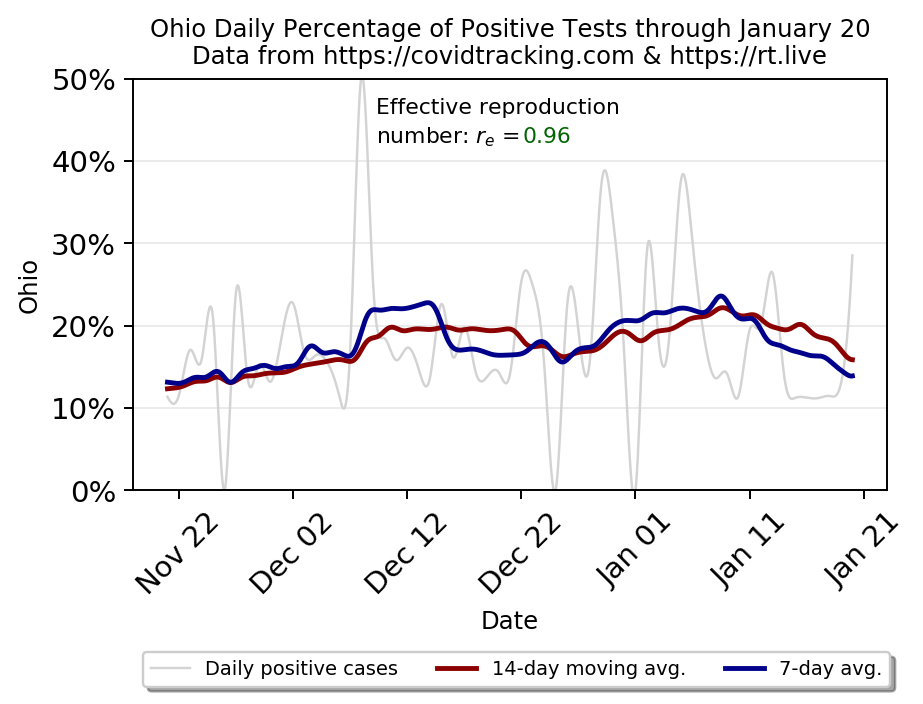 Ohio Daily Percentage of Positive Tests through January 20
Data from https://covidtracking.com & https://rt.live
50%
40%
30%
20%
10%
0%
Ohio
Effective reproduction
number: rₑ = 0.96
Nov 22
Dec 02
Dec 12
Dec 22
Jan 01
Jan 11
Jan 21
Date
Daily positive cases
14-day moving avg.
7-day avg.